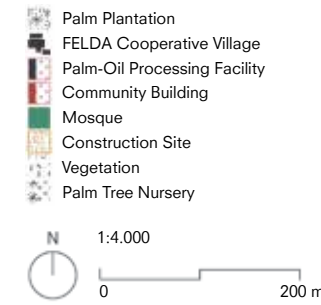 Palm Plantation
FELDA Cooperative Village
Palm-Oil Processing Facility
Community Building
Mosque
Construction Site
Vegetation
Palm Tree Nursery
N 1:4.000
0 200 m